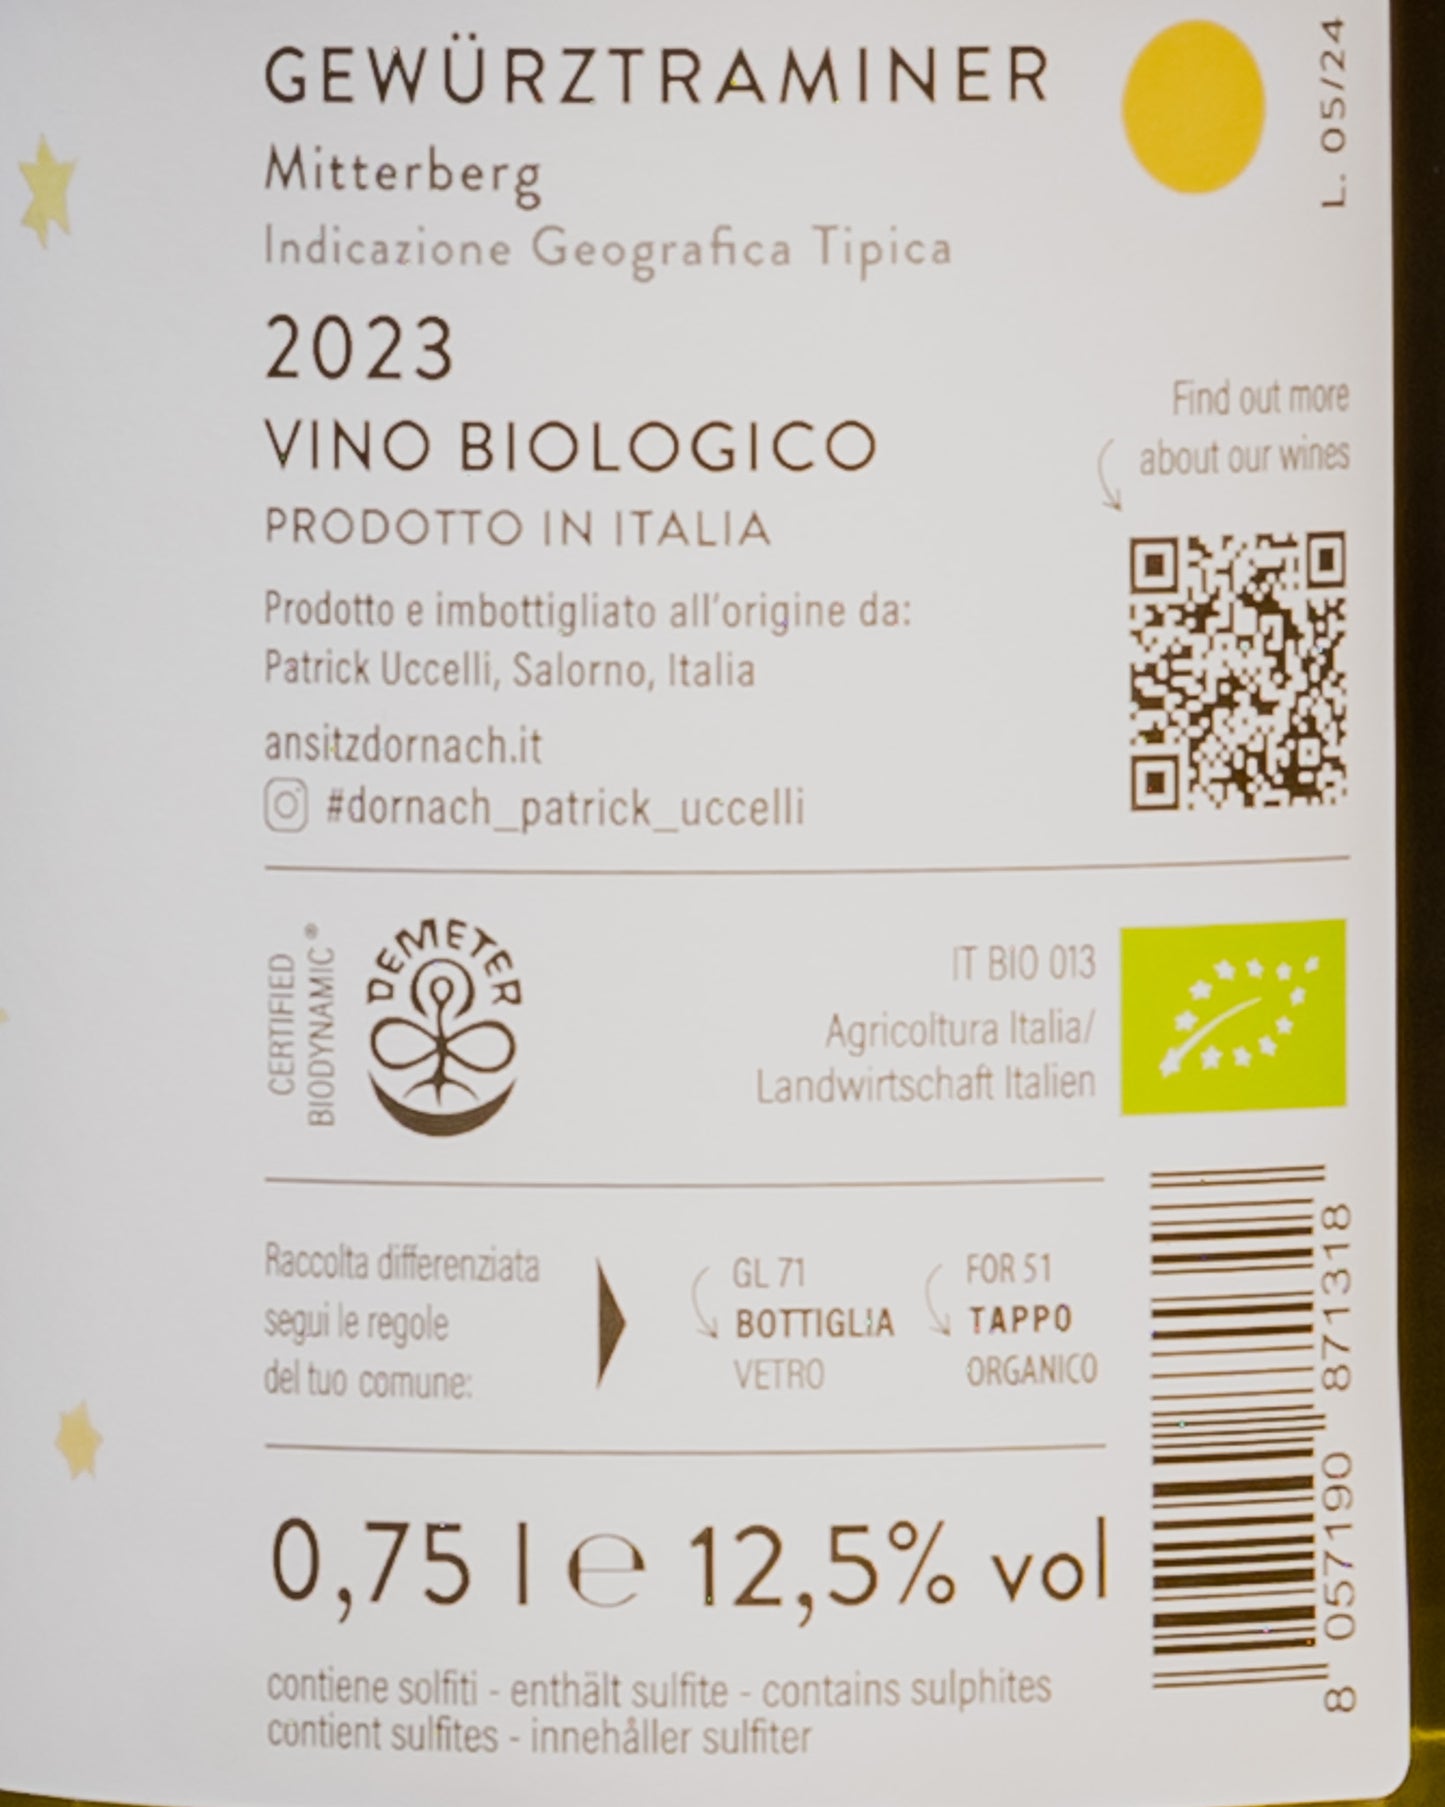 GEWÜRZTRAMINER
L. 05/24
Mitterberg
Indicazione Geografica Tipica
2023
VINO BIOLOGICO
PRODOTTO IN ITALIA
Find out more
about our wines
Prodotto e imbottigliato all'origine da:
Patrick Uccelli, Salorno, Italia
ansitzdornach.it
#dornach_patrick_uccelli
CERTIFIED
BIODYNAMIC®
DEMETER
IT BIO 013
Agricoltura Italia/
Landwirtschaft Italien
Raccolta differenziata
segui le regole
del tuo comune:
GL 71
BOTTIGLIA
VETRO
FOR 51
TAPPO
ORGANICO
8 057190 871318
0,75 l e 12,5% vol
contiene solfiti - enthält sulfite - contains sulphites
contient sulfites - innehåller sulfiter